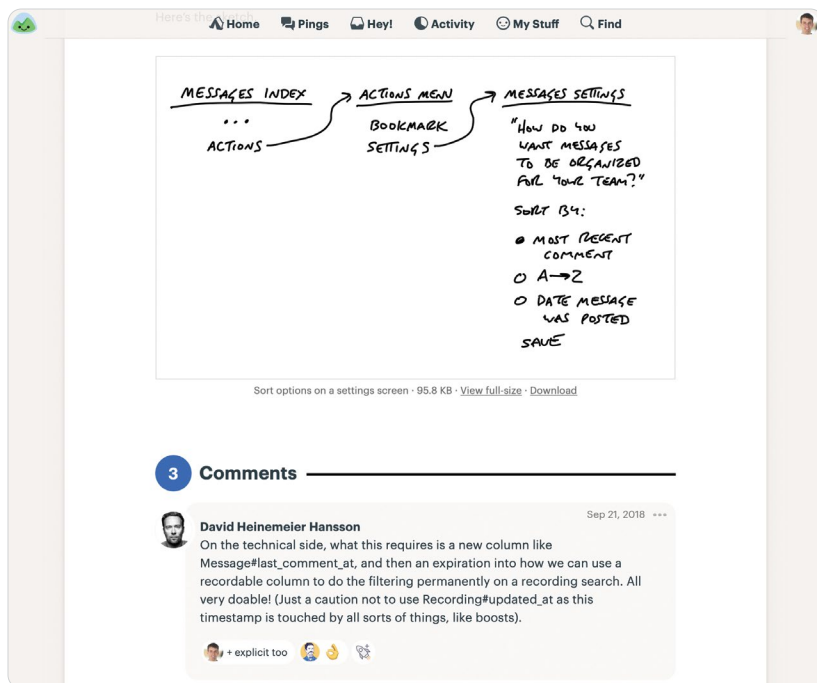 Here's the sketch
Home Pings Hey! Activity My Stuff Find
MESSAGES INDEX
...
ACTIONS
ACTIONS MENU
BOOKMARK
SETTINGS
MESSAGES SETTINGS
"HOW DO YOU
WANT MESSAGES
TO BE ORGANIZED
FOR YOUR TEAM?"
SORT BY:
MOST RECENT
COMMENT
A→Z
DATE MESSAGE
WAS POSTED
SAVE
Sort options on a settings screen · 95.8 KB · View full-size · Download
3 Comments
Sep 21, 2018
David Heinemeier Hansson
On the technical side, what this requires is a new column like
Message#last_comment_at, and then an expiration into how we can use a
recordable column to do the filtering permanently on a recording search. All
very doable! (Just a caution not to use Recording#updated_at as this
timestamp is touched by all sorts of things, like boosts).
+ explicit too